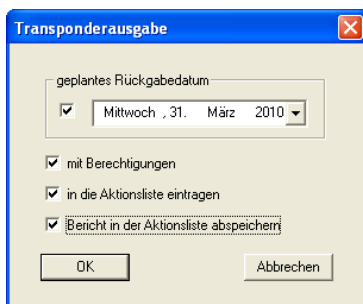 Transponderausgabe
geplantes Rückgabedatum
Mittwoch , 31. März 2010
mit Berechtigungen
in die Aktionsliste eintragen
Bericht in der Aktionsliste abspeichern
OK Abbrechen